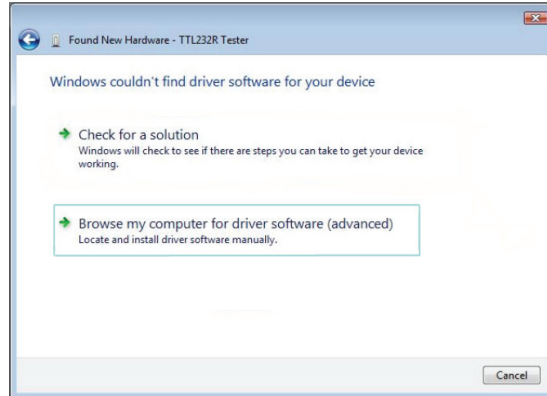 Found New Hardware - TTL232R Tester
Windows couldn't find driver software for your device
Check for a solution
Windows will check to see if there are steps you can take to get your device
working.
Browse my computer for driver software (advanced)
Locate and install driver software manually.
Cancel